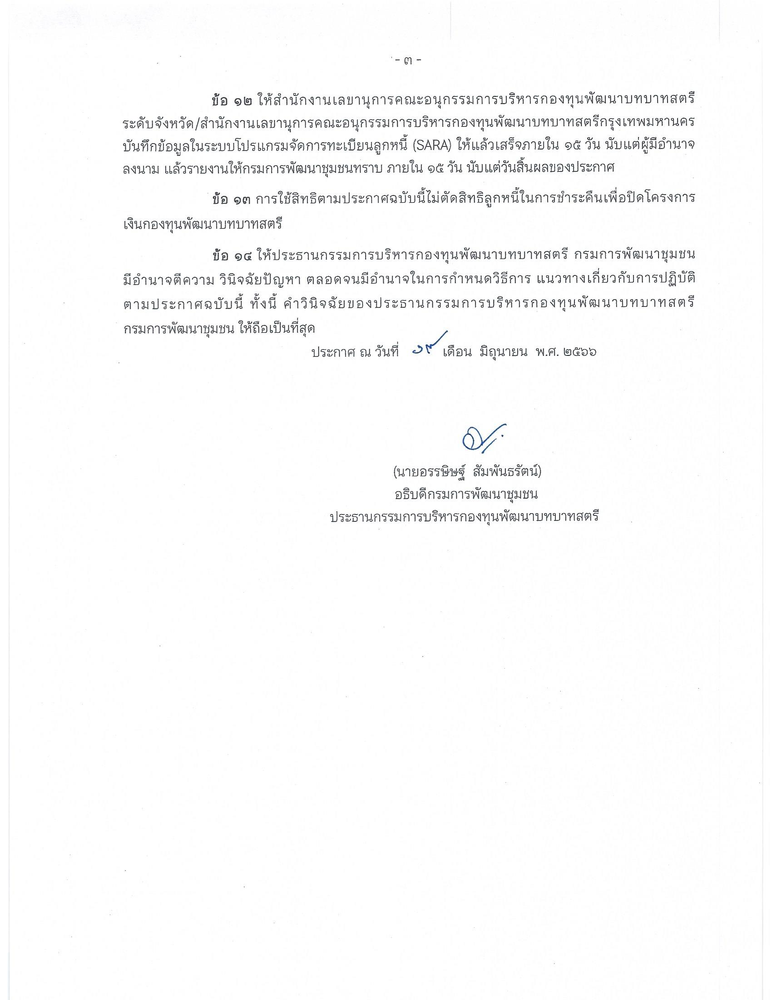 - ๓ -
ข้อ ๑๒ ให้สำนักงานเลขานุการคณะอนุกรรมการบริหารกองทุนพัฒนาบทบาทสตรี
ระดับจังหวัด/สำนักงานเลขานุการคณะอนุกรรมการบริหารกองทุนพัฒนาบทบาทสตรีกรุงเทพมหานคร
บันทึกข้อมูลในระบบโปรแกรมจัดการทะเบียนลูกหนี้ (SARA) ให้แล้วเสร็จภายใน ๑๕ วัน นับแต่ผู้มีอำนาจ
ลงนาม แล้วรายงานให้กรมการพัฒนาชุมชนทราบ ภายใน ๑๕ วัน นับแต่วันสิ้นผลของประกาศ
ข้อ ๑๓ การใช้สิทธิตามประกาศฉบับนี้ไม่ตัดสิทธิลูกหนี้ในการชำระคืนเพื่อปิดโครงการ
เงินกองทุนพัฒนาบทบาทสตรี
ข้อ ๑๔ ให้ประธานกรรมการบริหารกองทุนพัฒนาบทบาทสตรี กรมการพัฒนาชุมชน
มีอำนาจตีความ วินิจฉัยปัญหา ตลอดจนมีอำนาจในการกำหนดวิธีการ แนวทางเกี่ยวกับการปฏิบัติ
ตามประกาศฉบับนี้ ทั้งนี้ คำวินิจฉัยของประธานกรรมการบริหารกองทุนพัฒนาบทบาทสตรี
กรมการพัฒนาชุมชน ให้ถือเป็นที่สุด
ประกาศ ณ วันที่ ๑๙ เดือน มิถุนายน พ.ศ. ๒๕๖๖
(นายอรรษิษฐ์ สัมพันธรัตน์)
อธิบดีกรมการพัฒนาชุมชน
ประธานกรรมการบริหารกองทุนพัฒนาบทบาทสตรี